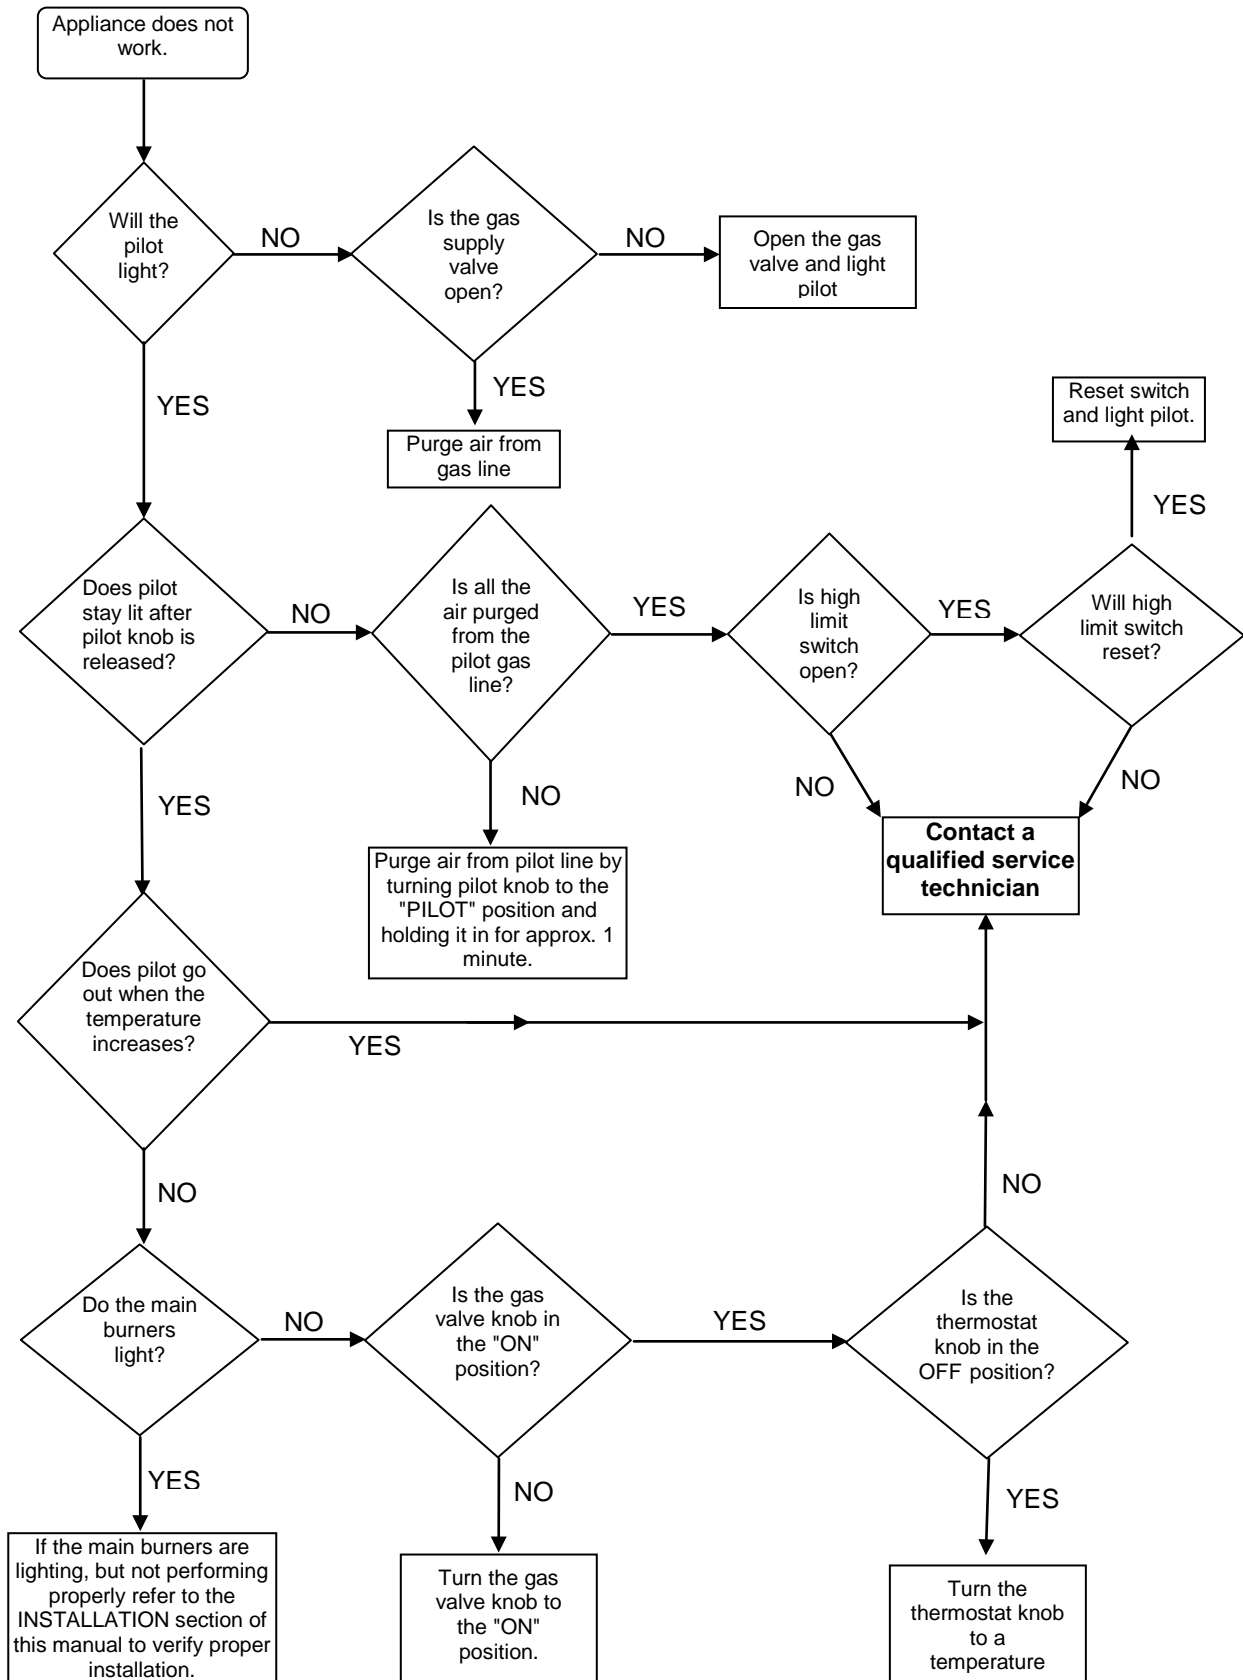 Appliance does not
work.
Will the
pilot
light?
NO
Is the gas
supply
valve
open?
NO
Open the gas
valve and light
pilot
YES
YES
Purge air from
gas line
Reset switch
and light pilot.
YES
Does pilot
stay lit after
pilot knob is
released?
NO
Is all the
air purged
from the
pilot gas
line?
YES
Is high
limit
switch
open?
YES
Will high
limit switch
reset?
YES
NO
NO
NO
Purge air from pilot line by
turning pilot knob to the
"PILOT" position and
holding it in for approx. 1
minute.
Contact a
qualified service
technician
Does pilot go
out when the
temperature
increases?
YES
NO
NO
Do the main
burners
light?
NO
Is the gas
valve knob in
the "ON"
position?
YES
Is the
thermostat
knob in the
OFF position?
YES
NO
YES
If the main burners are
lighting, but not performing
properly refer to the
INSTALLATION section of
this manual to verify proper
installation.
Turn the gas
valve knob to
the "ON"
position.
Turn the
thermostat knob
to a
temperature